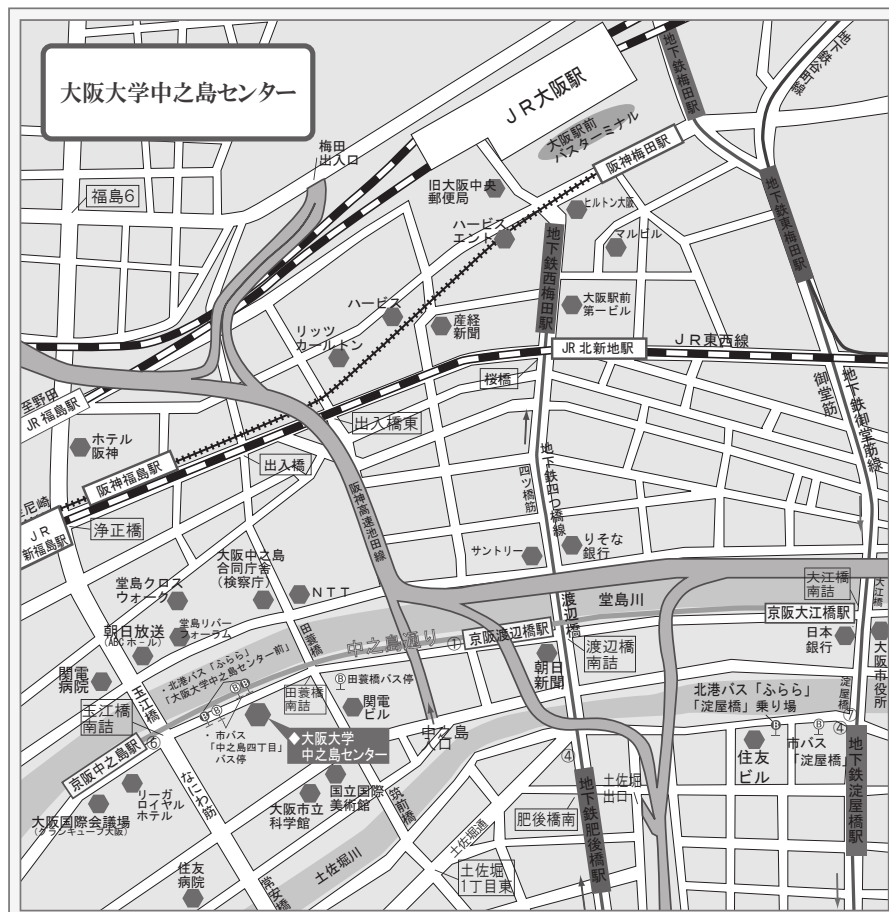 大阪大学中之島センター
JR大阪駅
地下鉄梅田駅
地下鉄谷町線
大阪駅前
バスターミナル
阪神梅田駅
梅田
出入口
旧大阪中央
郵便局
福島6
ヒルトン大阪
ハービス
エント
マルビル
地下鉄西梅田駅
地下鉄東梅田駅
ハービス
大阪駅前
第一ビル
産経
新聞
リッツ
カールトン
JR北新地駅
JR東西線
桜橋
至野田
JR福島駅
御堂筋
地下鉄御堂筋線
出入橋東
ホテル
阪神
出入橋
阪神福島駅
四ツ橋筋
地下鉄四つ橋線
阪神高速池田線
至尼崎
JR
新福島駅
浄正橋
大阪中之島
合同庁舎
(検察庁)
サントリー
りそな
銀行
堂島クロス
ウォーク
NTT
堂島川
大江橋
南詰
大江橋
田蓑橋
中之島通り
①
京阪渡辺橋駅
渡辺橋
京阪大江橋駅
堂島リバー
フォーラム
朝日放送
(ABCホール)
渡辺橋
南詰
日本
銀行
大阪市役所
関電
病院
・北港バス「ふらら」
「大阪大学中之島センター前」
朝日
新聞
Ⓑ田蓑橋バス停
田蓑橋
南詰
関電
ビル
北港バス「ふらら」
「淀屋橋」乗り場
淀屋橋
玉江橋
玉江橋
南詰
ⒷⒷ
ⒷⒷ
⑥
・市バス
「中之島四丁目」
バス停
◆大阪大学
中之島センター
中之島
入口
Ⓑ
Ⓑ
⑦
④
市バス
「淀屋橋」
住友
ビル
京阪中之島駅
なにわ筋
④
土佐堀
出口
地下鉄淀屋橋駅
リーガ
ロイヤル
ホテル
国立国際
美術館
筑前橋
大阪市立
科学館
大阪国際会議場
(グランキューブ大阪)
肥後橋南
地下鉄肥後橋駅
土佐堀通
土佐堀川
土佐堀
1丁目東
住友
病院
常安橋